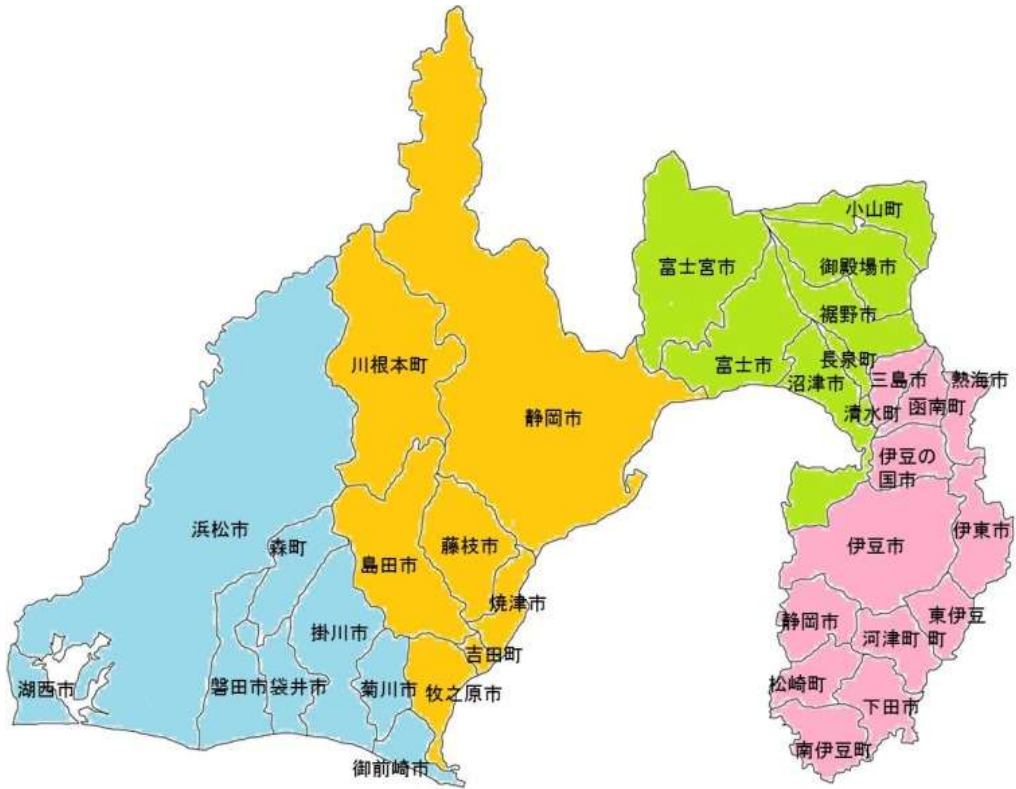 小山町
富士宮市
御殿場市
裾野市
川根本町
富士市
長泉町
沼津市
三島市
熱海市
静岡市
清水町
函南町
伊豆の
国市
浜松市
森町
島田市
藤枝市
伊豆市
伊東市
焼津市
掛川市
静岡市
河津町
東伊豆
町
吉田町
湖西市
磐田市
袋井市
菊川市
牧之原市
松崎町
下田市
御前崎市
南伊豆町